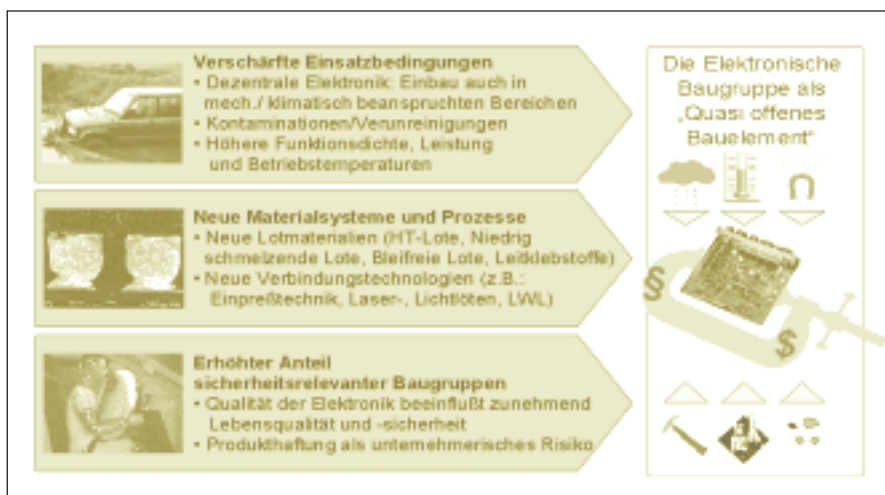 Verschärfte Einsatzbedingungen
• Dezentrale Elektronik: Einbau auch in
mech./ klimatisch beanspruchten Bereichen
• Kontaminationen/Verunreinigungen
• Höhere Funktionsdichte, Leistung
und Betriebstemperaturen
Neue Materialsysteme und Prozesse
• Neue Lotmaterialien (HT-Lote, Niedrig
schmelzende Lote, Bleifreie Lote, Leitklebstoffe)
• Neue Verbindungstechnologien (z.B.:
Einpreßtechnik, Laser-, Lichtlöten, LWL)
Erhöhter Anteil
sicherheitsrelevanter Baugruppen
• Qualität der Elektronik beeinflußt zunehmend
Lebensqualität und -sicherheit
• Produkthaftung als unternehmerisches Risiko
Die Elektronische
Baugruppe als
„Quasi offenes
Bauelement“
§
$